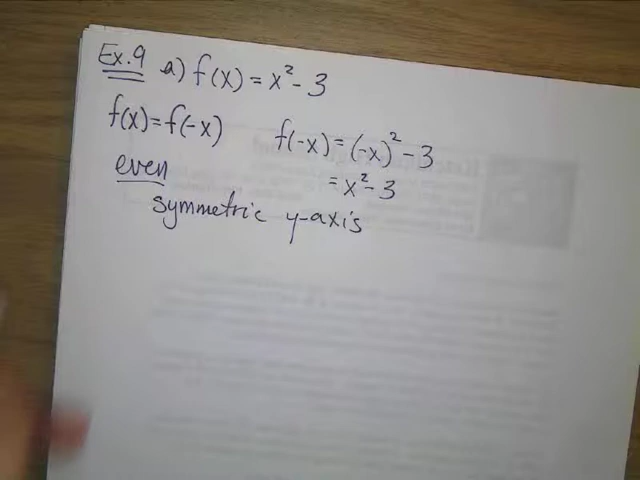 Ex. 9 a) f(x) = x² - 3
f(x) = f(-x) f(-x) = (-x)² - 3
even = x² - 3
symmetric y-axis